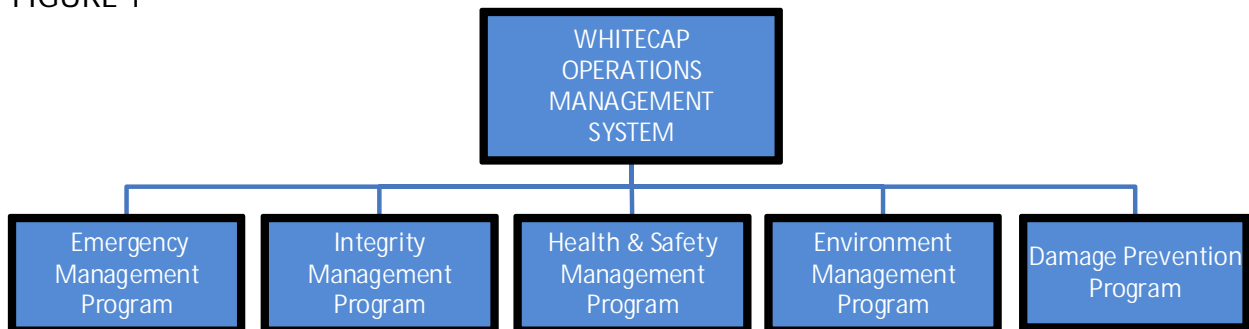 FIGURE 1
WHITECAP
OPERATIONS
MANAGEMENT
SYSTEM
Emergency
Management
Program
Integrity
Management
Program
Health & Safety
Management
Program
Environment
Management
Program
Damage Prevention
Program